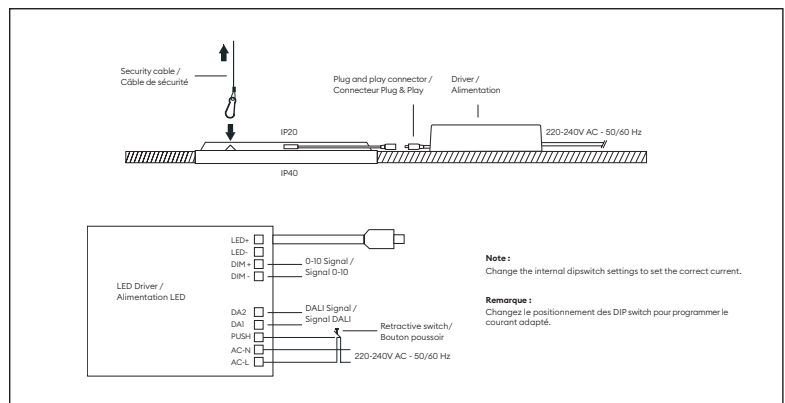 Security cable /
Câble de sécurité
Plug and play connector /
Connecteur Plug & Play
Driver /
Alimentation
220-240V AC - 50/60 Hz
IP20
IP40
LED+
LED-
DIM +
DIM -
0-10 Signal /
Signal 0-10
LED Driver /
Alimentation LED
DA2
DA1
PUSH
AC-N
AC-L
DALI Signal /
Signal DALI
Retractive switch/
Bouton poussoir
220-240V AC - 50/60 Hz
Note :
Change the internal dipswitch settings to set the correct current.
Remarque :
Changez le positionnement des DIP switch pour programmer le
courant adapté.